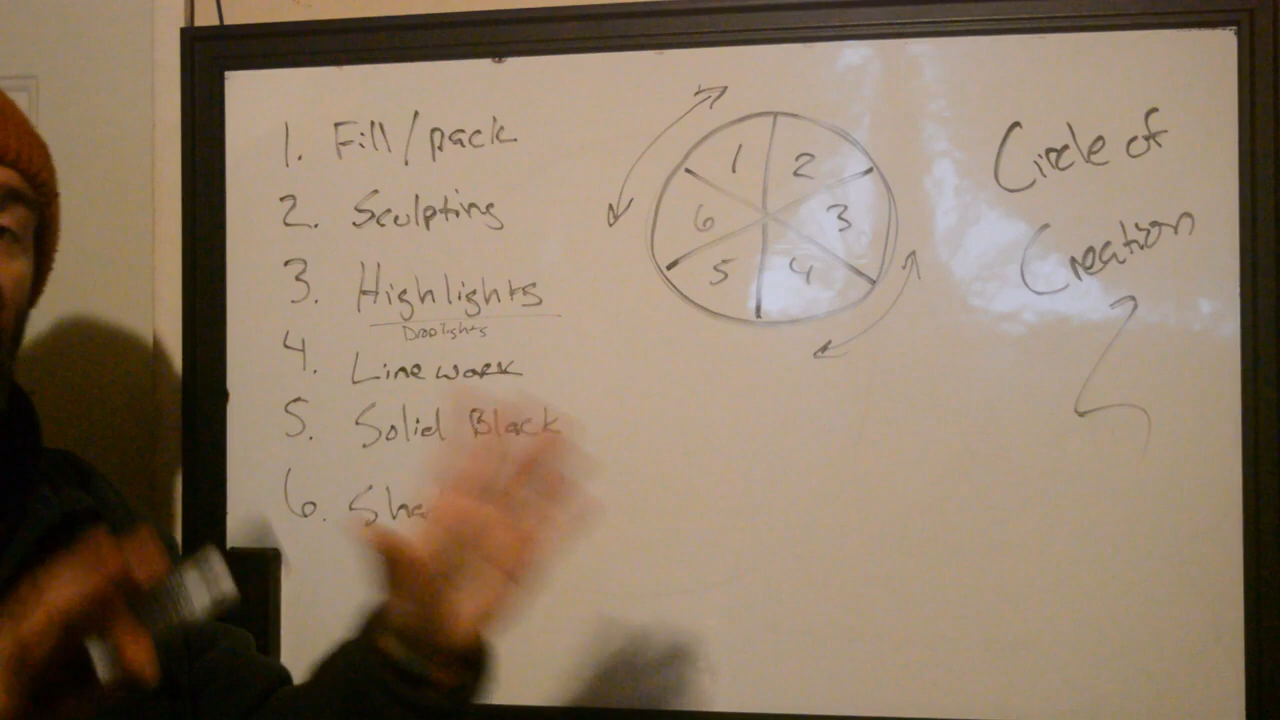 1. Fill/pack
2. Sculpting
3. Highlights
Droplights
4. Line work
5. Solid Black
6.
1
2
3
4
5
6
Circle of
Creation